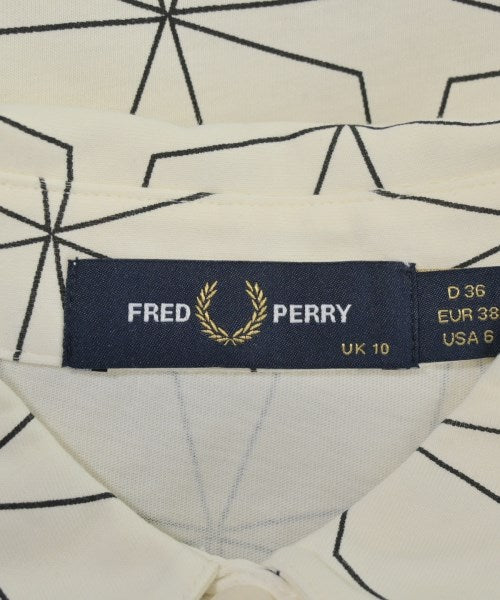 FRED PERRY
UK 10
D 36
EUR 38
USA 6